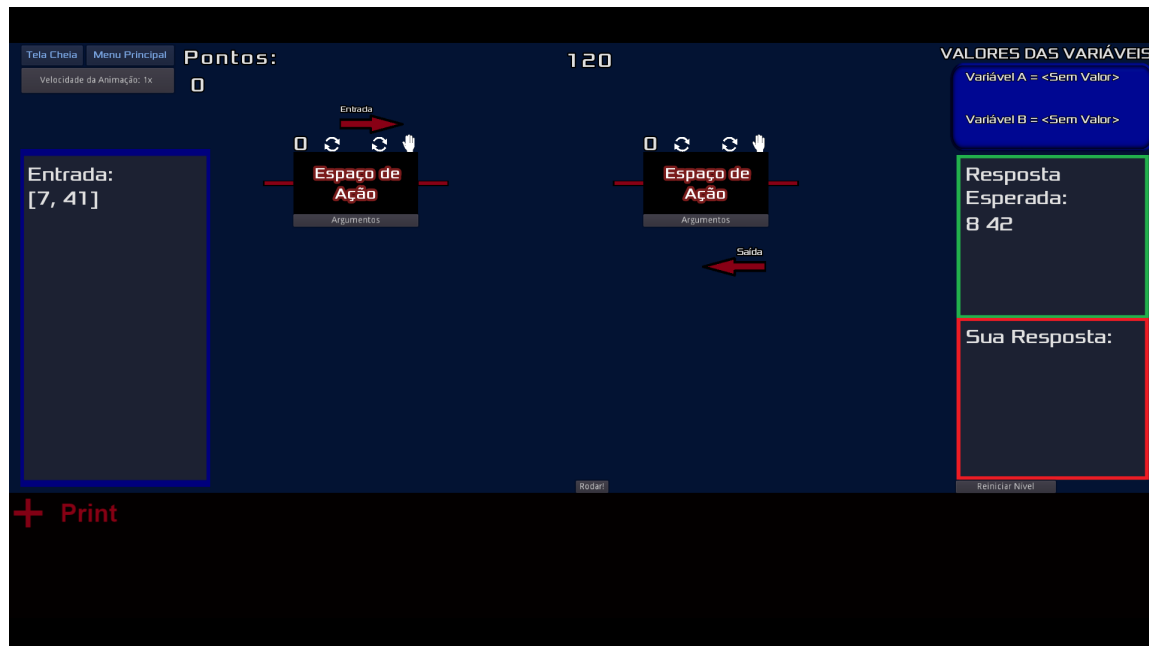 Tela Cheia Menu Principal
Velocidade da Animação: 1x
Pontos:
0
120
VALORES DAS VARIÁVEIS
Variável A = <Sem Valor>
Variável B = <Sem Valor>
Entrada:
[7, 41]
Entrada
0
Espaço de
Ação
Argumentos
0
Espaço de
Ação
Argumentos
Saída
Resposta
Esperada:
8 42
Sua Resposta:
Rodar!
Reiniciar Nível
+ Print